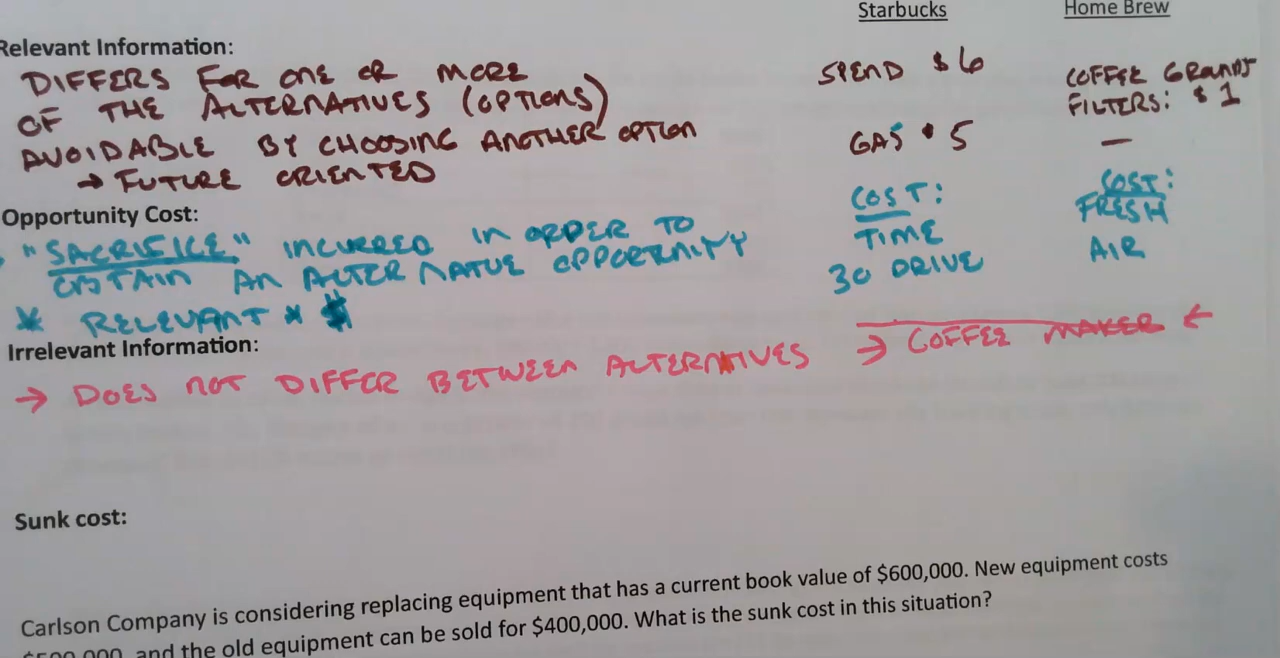 Starbucks Home Brew
Relevant Information:
DIFFERS FOR ONE OR MORE
OF THE ALTERNATIVES (OPTIONS)
AVOIDABLE BY CHOOSING ANOTHER OPTION
→ FUTURE ORIENTED
SPEND $6
COFFEE GROUNDS
FILTERS: $1
GAS $5 —
Opportunity Cost:
"SACRIFICE" INCURRED IN ORDER TO
OBTAIN AN ALTERNATIVE OPPORTUNITY
* RELEVANT * $
COST:
TIME
30 DRIVE
COST:
FRESH
AIR
Irrelevant Information:
→ DOES NOT DIFFER BETWEEN ALTERNATIVES
→ COFFEE MAKER ←
Sunk cost:
Carlson Company is considering replacing equipment that has a current book value of $600,000. New equipment costs
$500,000, and the old equipment can be sold for $400,000. What is the sunk cost in this situation?